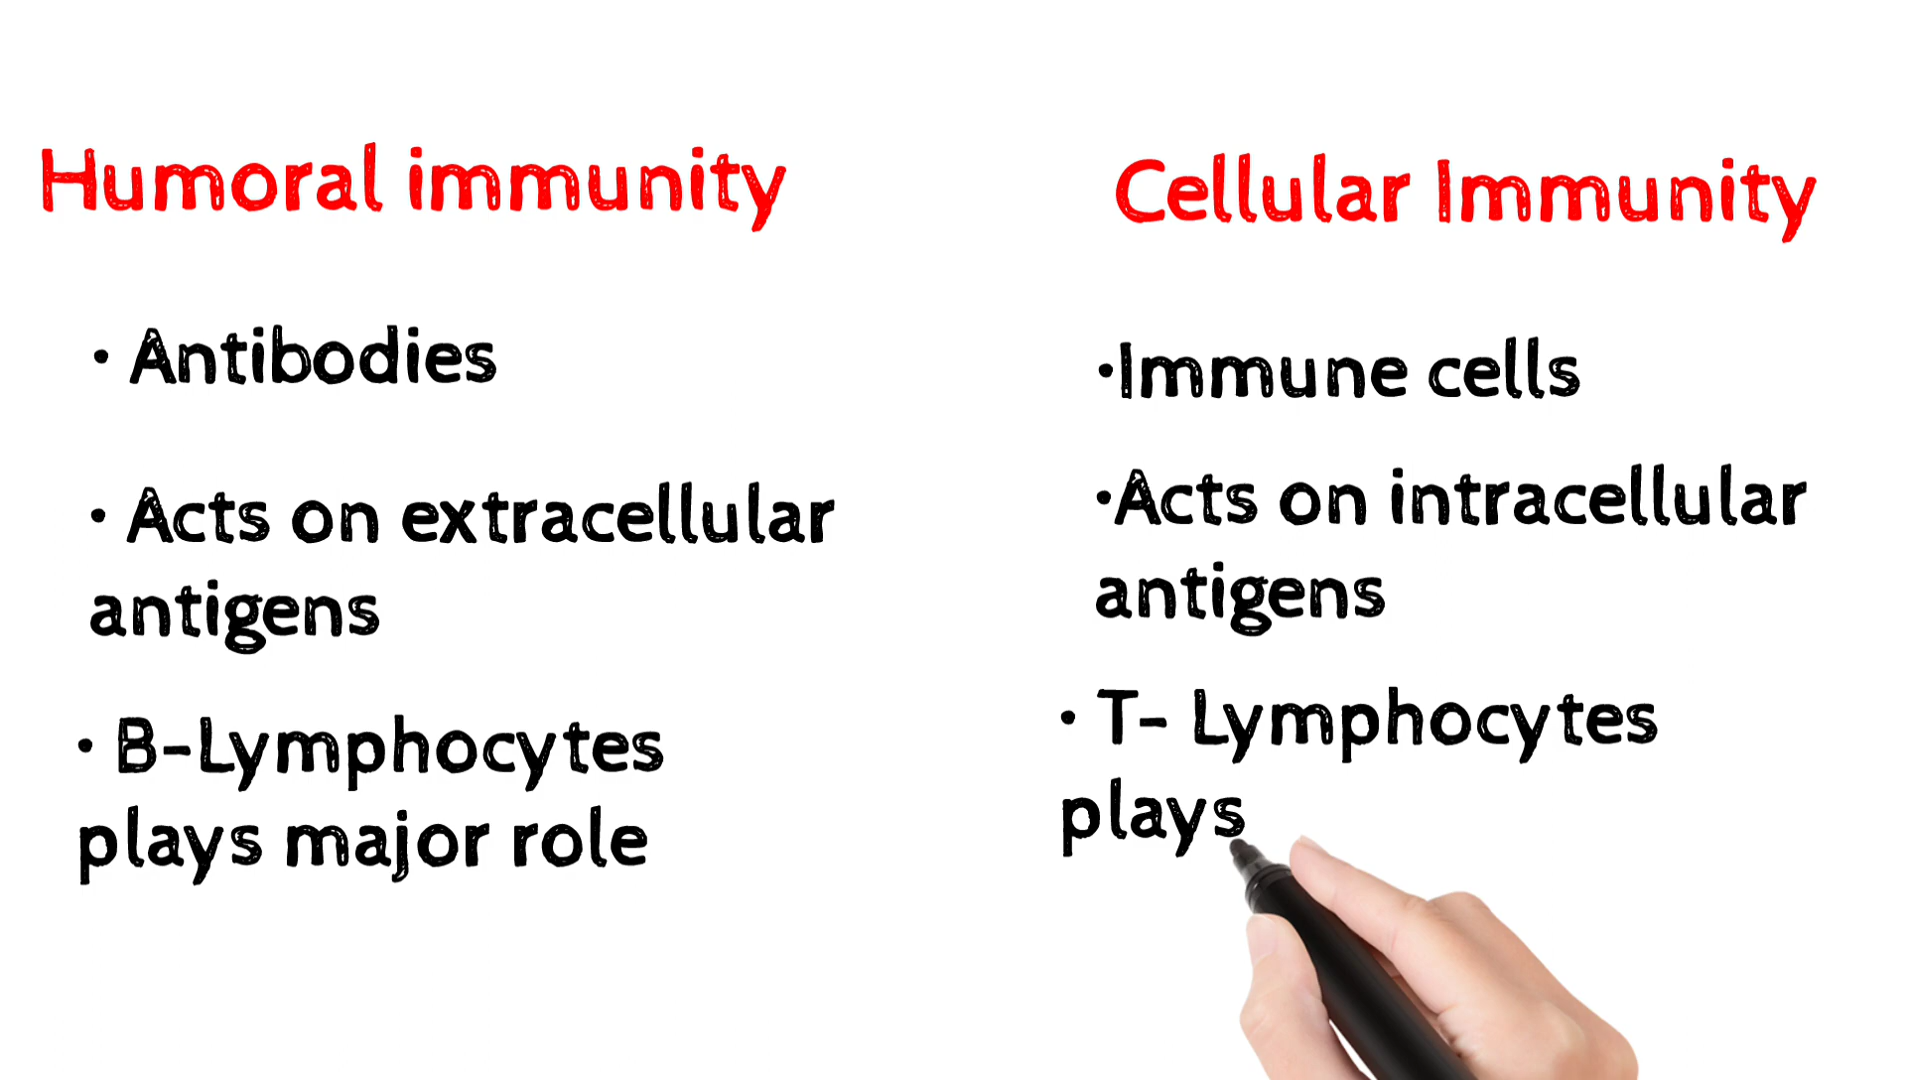 Humoral immunity
• Antibodies
• Acts on extracellular
antigens
• B-Lymphocytes
plays major role
Cellular Immunity
•Immune cells
•Acts on intracellular
antigens
• T- Lymphocytes
plays